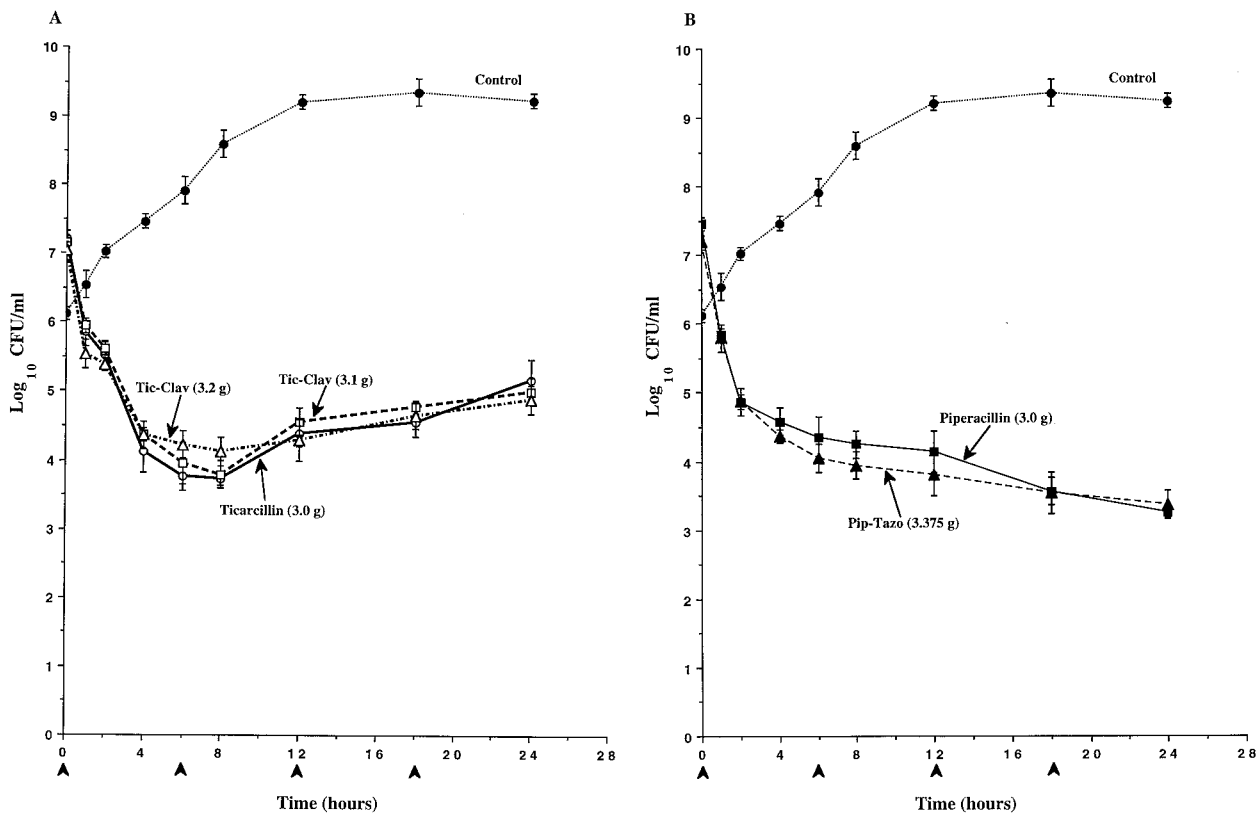 A
10
9
8
7
6
5
4
3
2
1
0
Log 10 CFU/ml
Control
Tic-Clav (3.2 g)
Tic-Clav (3.1 g)
Ticarcillin (3.0 g)
0 4 8 12 16 20 24 28
Time (hours)
B
10
9
8
7
6
5
4
3
2
1
0
Log 10 CFU/ml
Control
Piperacillin (3.0 g)
Pip-Tazo (3.375 g)
0 4 8 12 16 20 24 28
Time (hours)